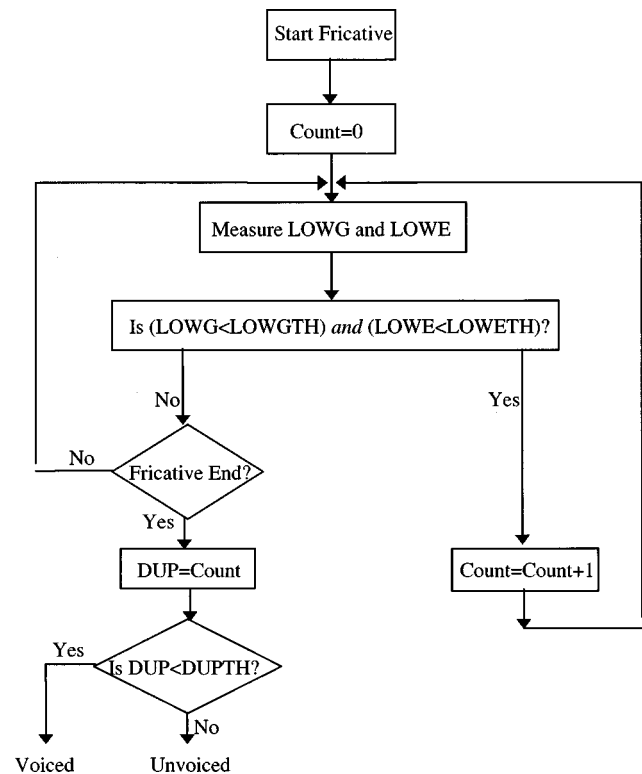 Start Fricative
Count=0
Measure LOWG and LOWE
Is (LOWG<LOWGTH) and (LOWE<LOWETH)?
No
Yes
No
Fricative End?
Yes
DUP=Count
Count=Count+1
Yes
Is DUP<DUPTH?
No
Voiced
Unvoiced